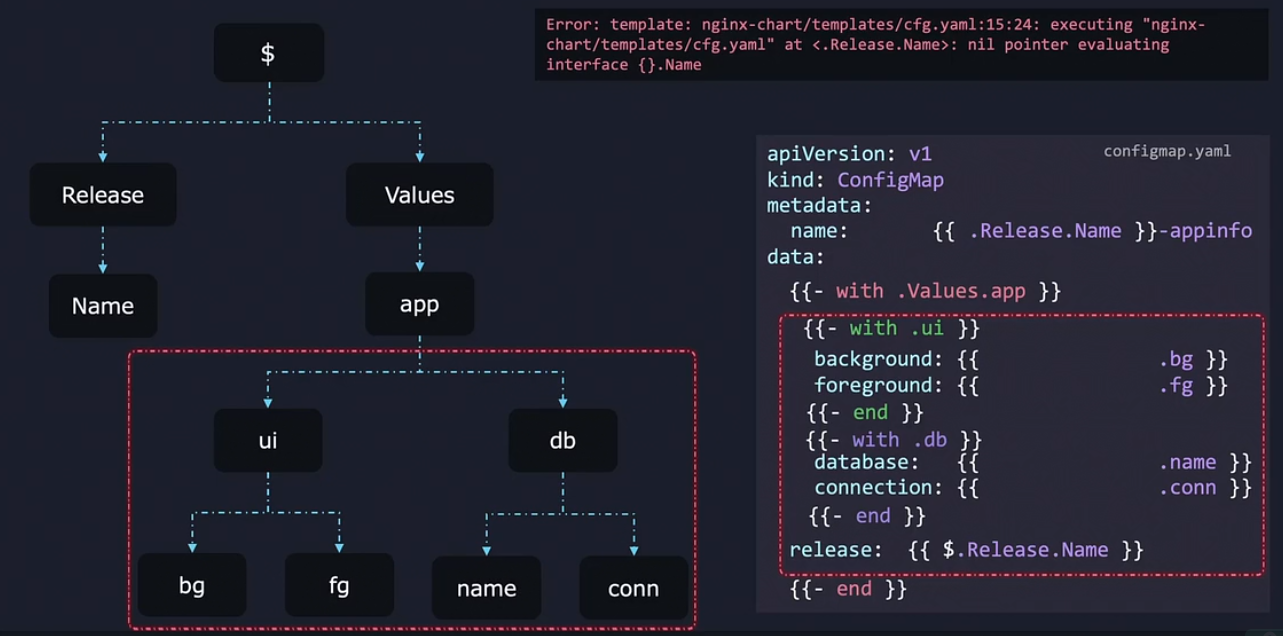 $
Error: template: nginx-chart/templates/cfg.yaml:15:24: executing "nginx-
chart/templates/cfg.yaml" at <.Release.Name>: nil pointer evaluating
interface {}.Name
Release
Values
Name
app
ui
db
bg
fg
name
conn
configmap.yaml
apiVersion: v1
kind: ConfigMap
metadata:
name: {{ .Release.Name }}-appinfo
data:
{{- with .Values.app }}
{{- with .ui }}
background: {{ .bg }}
foreground: {{ .fg }}
{{- end }}
{{- with .db }}
database: {{ .name }}
connection: {{ .conn }}
{{- end }}
release: {{ $.Release.Name }}
{{- end }}